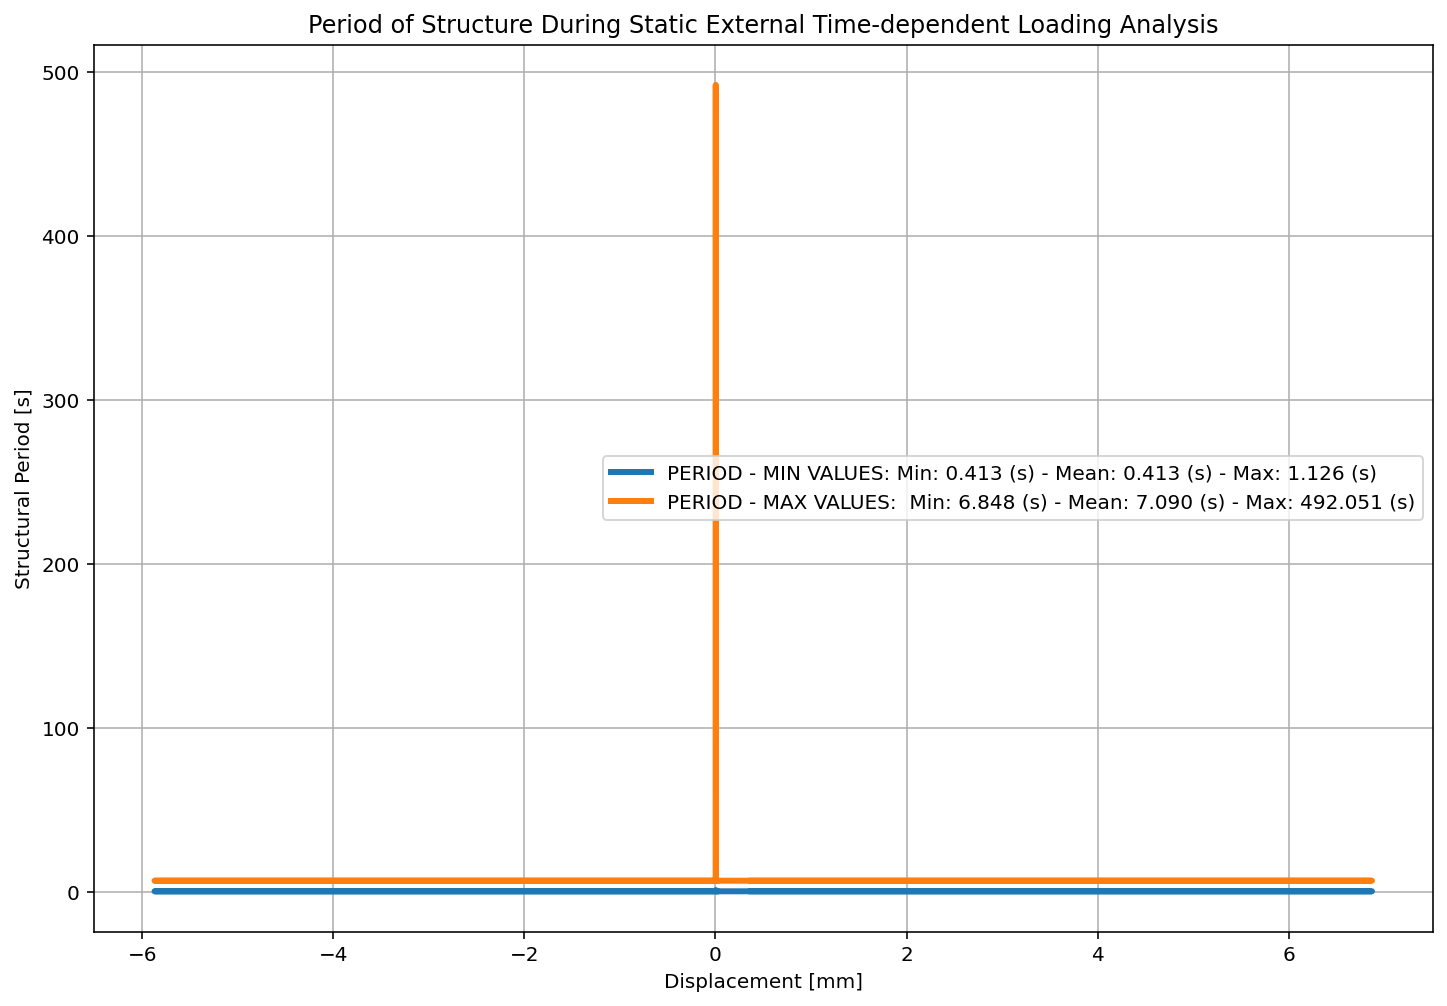 Period of Structure During Static External Time-dependent Loading Analysis
500
400
300
200
100
0
Structural Period [s]
PERIOD - MIN VALUES: Min: 0.413 (s) - Mean: 0.413 (s) - Max: 1.126 (s)
PERIOD - MAX VALUES:  Min: 6.848 (s) - Mean: 7.090 (s) - Max: 492.051 (s)
−6 −4 −2 0 2 4 6
Displacement [mm]